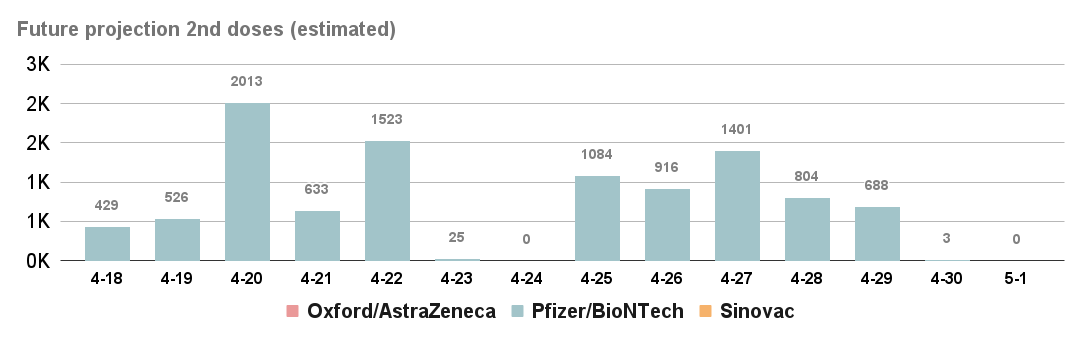 Future projection 2nd doses (estimated)
3K
2K
2K
1K
1K
0K
429
526
2013
633
1523
25
0
1084
916
1401
804
688
3
0
4-18 4-19 4-20 4-21 4-22 4-23 4-24 4-25 4-26 4-27 4-28 4-29 4-30 5-1
Oxford/AstraZeneca Pfizer/BioNTech Sinovac